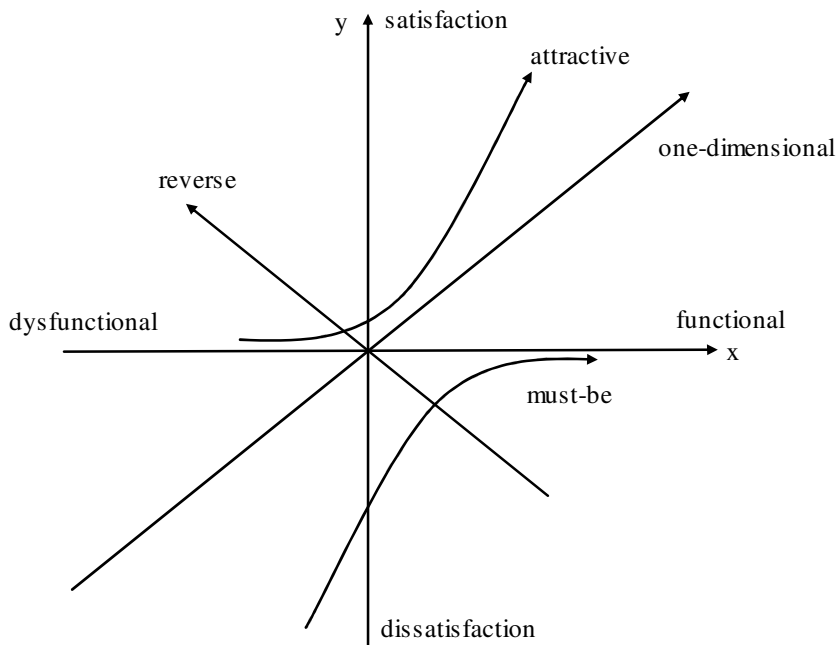 y satisfaction
attractive
one-dimensional
reverse
dysfunctional
functional
x
must-be
dissatisfaction